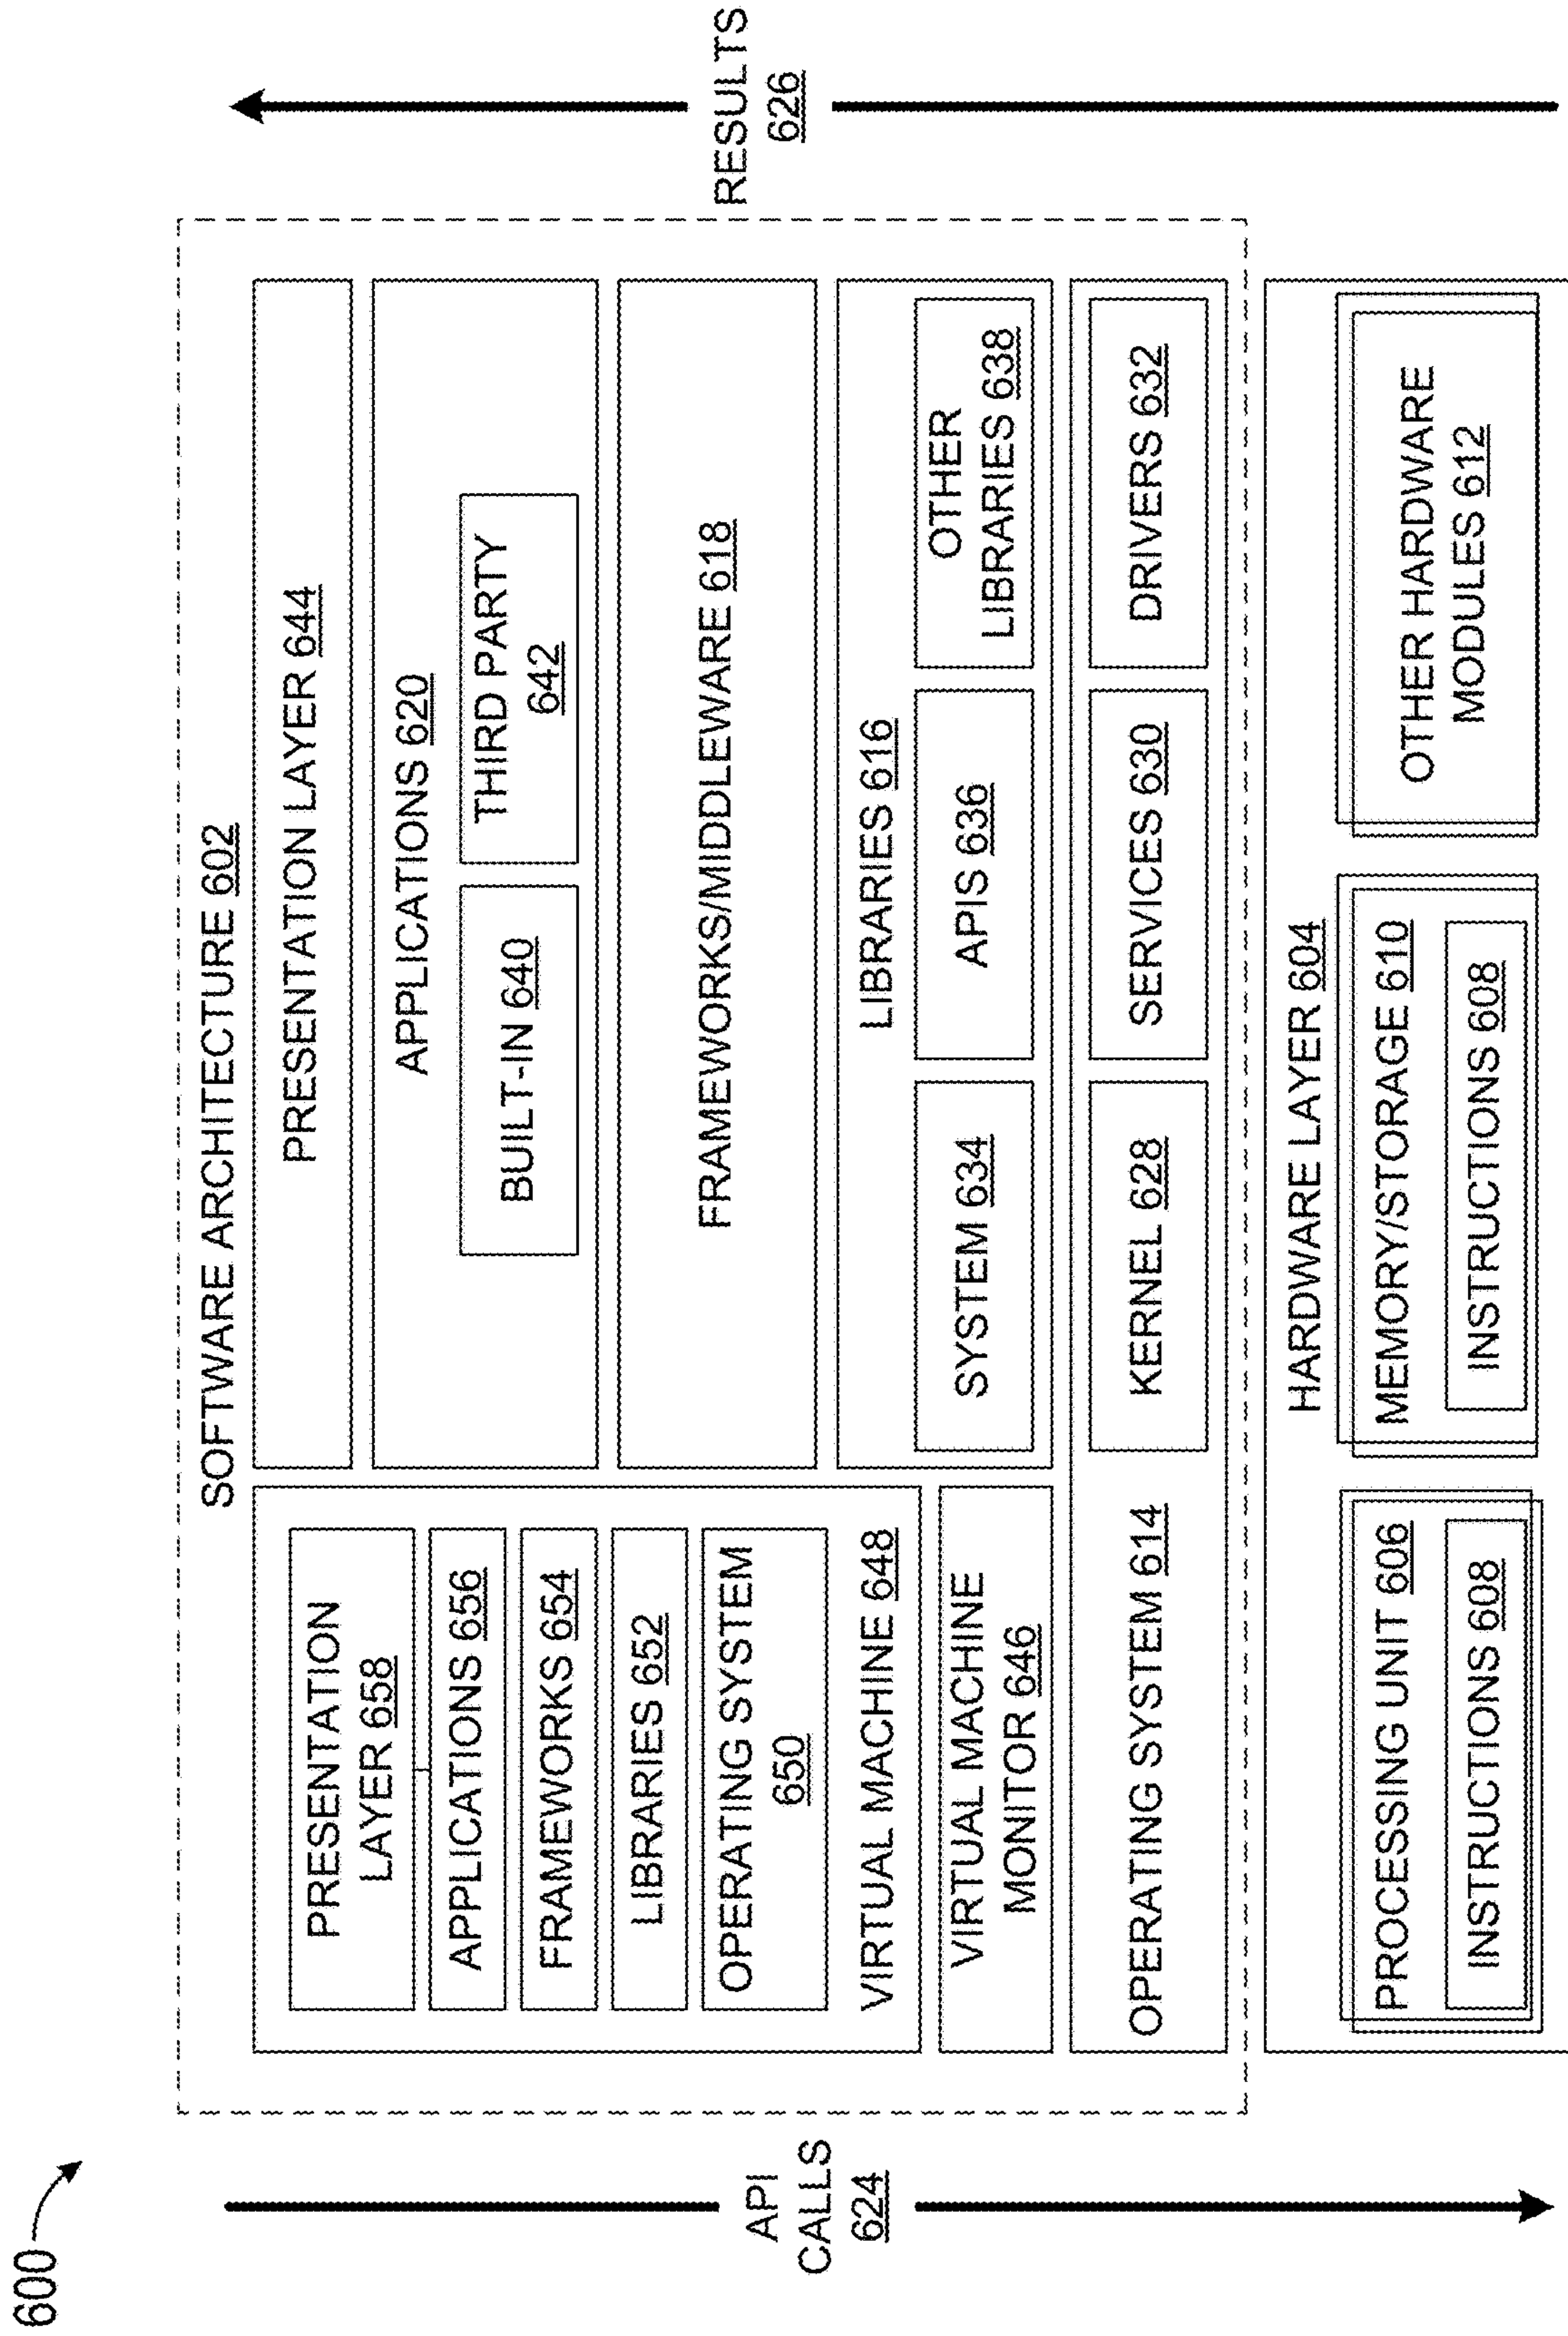 600
SOFTWARE ARCHITECTURE 602
PRESENTATION
LAYER 658
APPLICATIONS 656
FRAMEWORKS 654
LIBRARIES 652
OPERATING SYSTEM
650
VIRTUAL MACHINE 648
VIRTUAL MACHINE
MONITOR 646
PRESENTATION LAYER 644
APPLICATIONS 620
BUILT-IN 640
THIRD PARTY
642
FRAMEWORKS/MIDDLEWARE 618
LIBRARIES 616
SYSTEM 634
APIS 636
OTHER
LIBRARIES 638
OPERATING SYSTEM 614
KERNEL 628
SERVICES 630
DRIVERS 632
HARDWARE LAYER 604
PROCESSING UNIT 606
INSTRUCTIONS 608
MEMORY/STORAGE 610
INSTRUCTIONS 608
OTHER HARDWARE
MODULES 612
API
CALLS
624
RESULTS
626